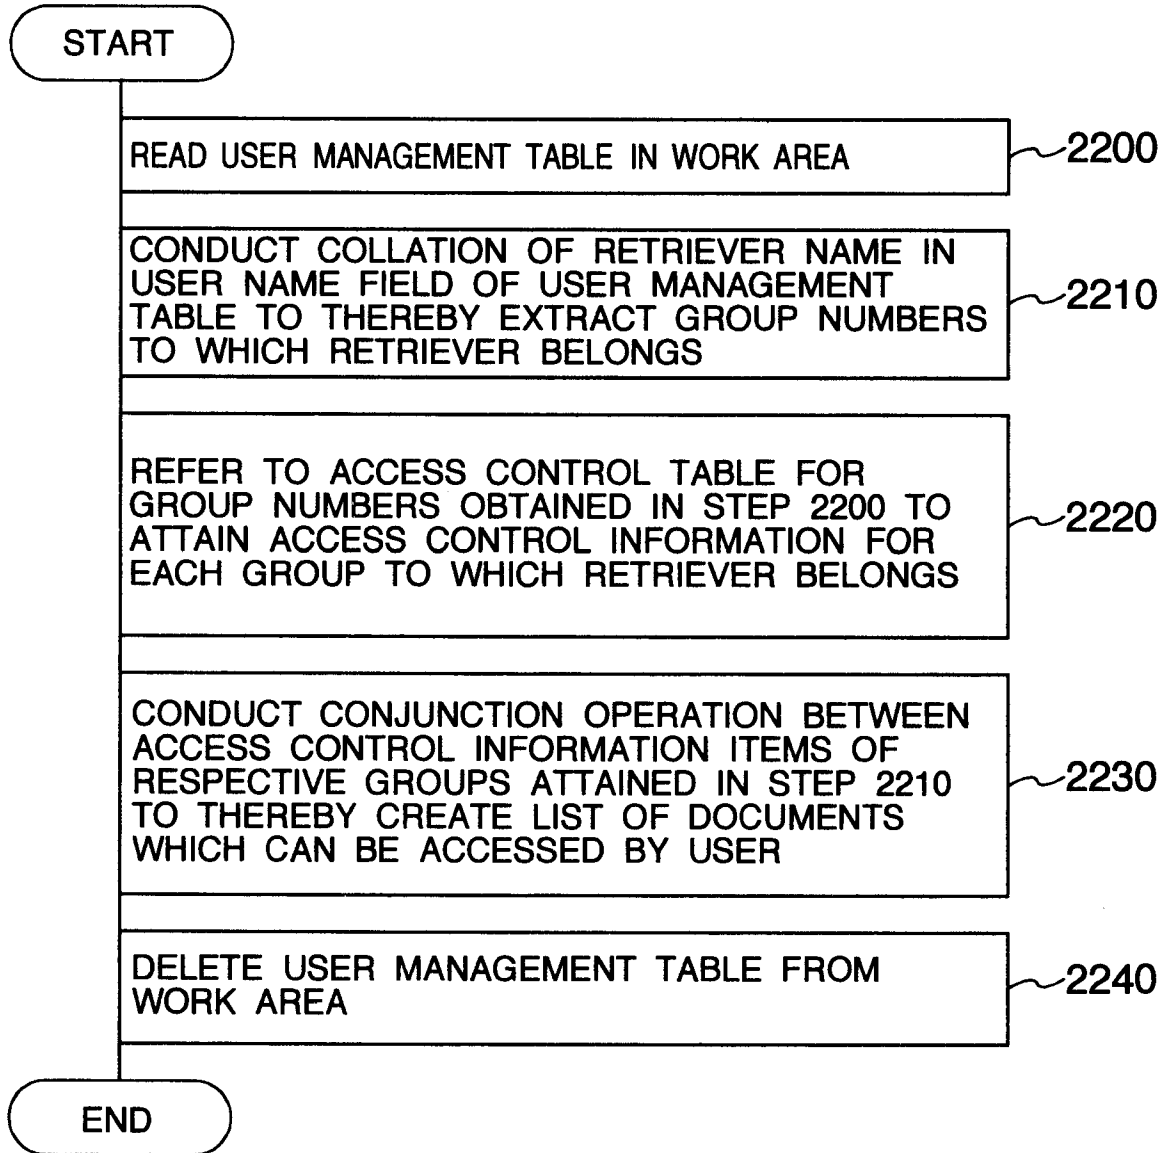 START
READ USER MANAGEMENT TABLE IN WORK AREA
2200
CONDUCT COLLATION OF RETRIEVER NAME IN
USER NAME FIELD OF USER MANAGEMENT
TABLE TO THEREBY EXTRACT GROUP NUMBERS
TO WHICH RETRIEVER BELONGS
2210
REFER TO ACCESS CONTROL TABLE FOR
GROUP NUMBERS OBTAINED IN STEP 2200 TO
ATTAIN ACCESS CONTROL INFORMATION FOR
EACH GROUP TO WHICH RETRIEVER BELONGS
2220
CONDUCT CONJUNCTION OPERATION BETWEEN
ACCESS CONTROL INFORMATION ITEMS OF
RESPECTIVE GROUPS ATTAINED IN STEP 2210
TO THEREBY CREATE LIST OF DOCUMENTS
WHICH CAN BE ACCESSED BY USER
2230
DELETE USER MANAGEMENT TABLE FROM
WORK AREA
2240
END